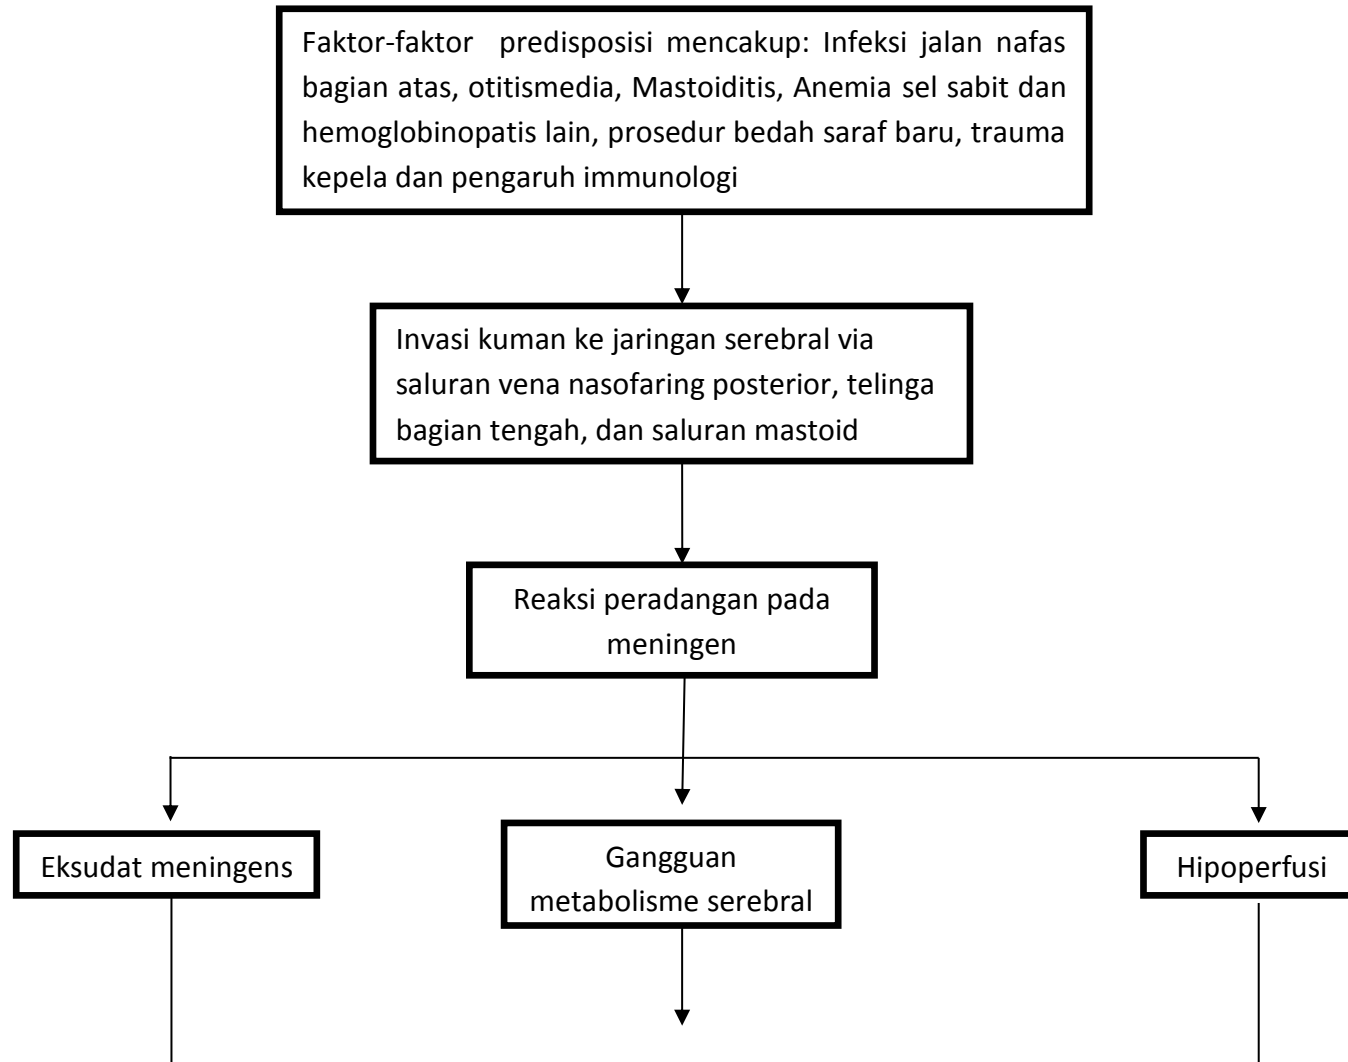 Faktor-faktor predisposisi mencakup: Infeksi jalan nafas
bagian atas, otitismedia, Mastoiditis, Anemia sel sabit dan
hemoglobinopatis lain, prosedur bedah saraf baru, trauma
kepela dan pengaruh immunologi
Invasi kuman ke jaringan serebral via
saluran vena nasofaring posterior, telinga
bagian tengah, dan saluran mastoid
Reaksi peradangan pada
meningen
Eksudat meningens
Gangguan
metabolisme serebral
Hipoperfusi